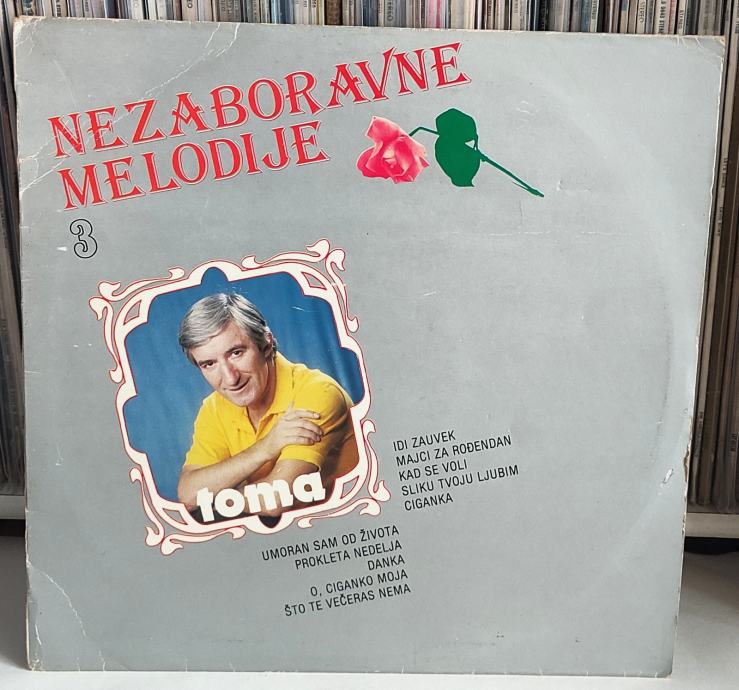 NEZABORAVNE
MELODIJE
3
toma
IDI ZAUVEK
MAJCI ZA ROĐENDAN
KAD SE VOLI
SLIKU TVOJU LJUBIM
CIGANKA
UMORAN SAM OD ŽIVOTA
PROKLETA NEDELJA
DANKA
O, CIGANKO MOJA
ŠTO TE VEČERAS NEMA